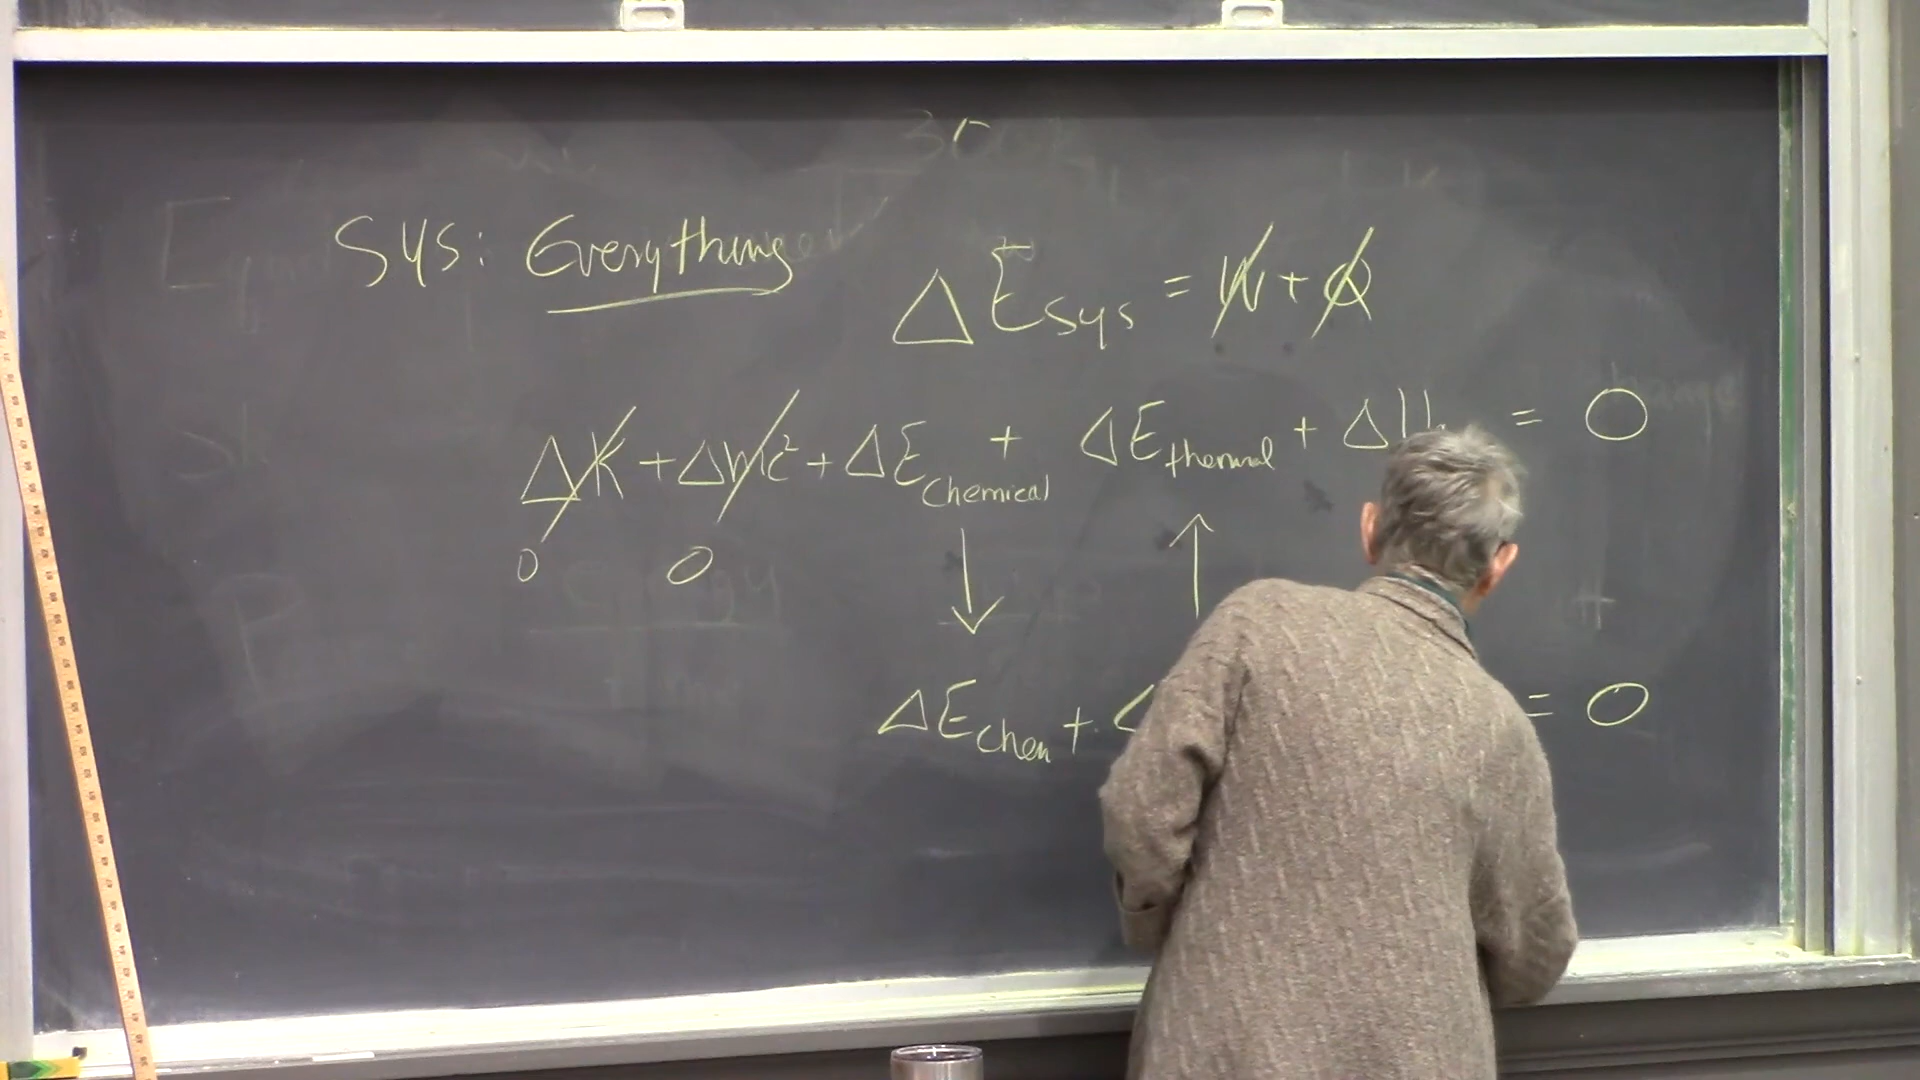 Sys: Everything
ΔE_sys = W + Q
ΔK + Δmc² + ΔE_chemical + ΔE_thermal + ΔU = 0
0 0
ΔE_chem + Δ = 0